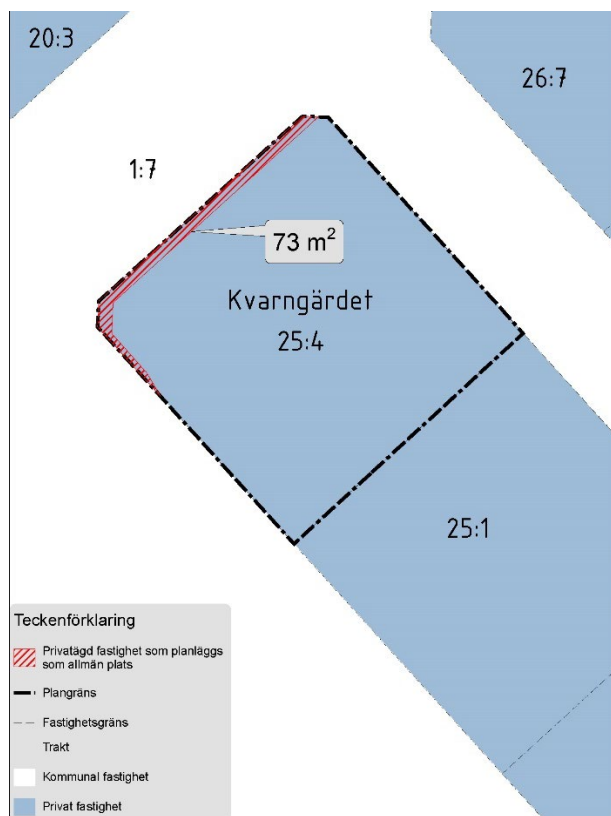 20:3
26:7
1:7
73 m²
Kvarngärdet
25:4
25:1
Teckenförklaring
Privatägd fastighet som planläggs
som allmän plats
Plangräns
Fastighetsgräns
Trakt
Kommunal fastighet
Privat fastighet